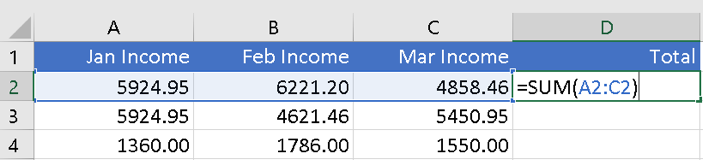 A B C D
1 Jan Income Feb Income Mar Income Total
2 5924.95 6221.20 4858.46 =SUM(A2:C2)
3 5924.95 4621.46 5450.95
4 1360.00 1786.00 1550.00